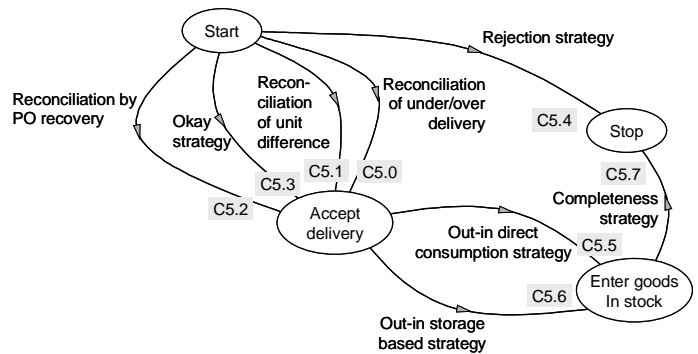 Start
Rejection strategy
Recon-
ciliation
of unit
difference
Reconciliation
of under/over
delivery
Reconciliation by
PO recovery
Okay
strategy
C5.4
Stop
C5.3
C5.1
C5.0
C5.7
C5.2
Completeness
strategy
Accept
delivery
Out-in direct
consumption strategy
C5.5
C5.6
Enter goods
In stock
Out-in storage
based strategy